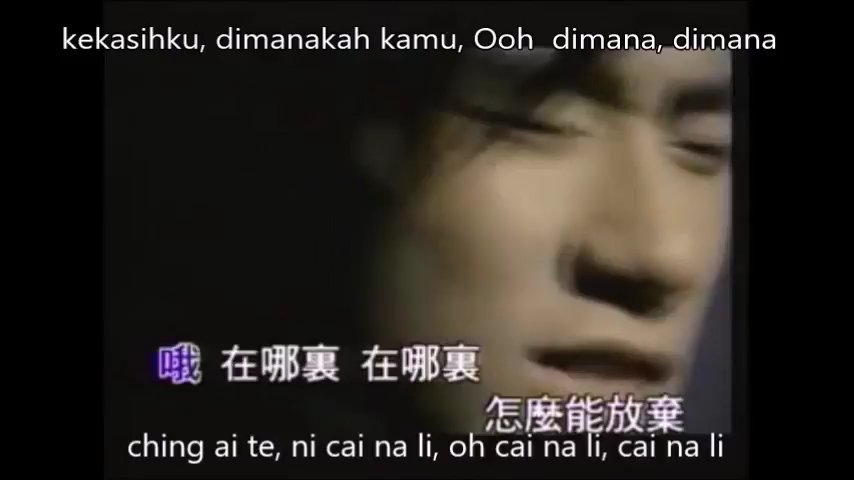 kekasihku, dimanakah kamu, Ooh  dimana, dimana
哦 在哪裏 在哪裏
怎麼能放棄
ching ai te, ni cai na li, oh cai na li, cai na li